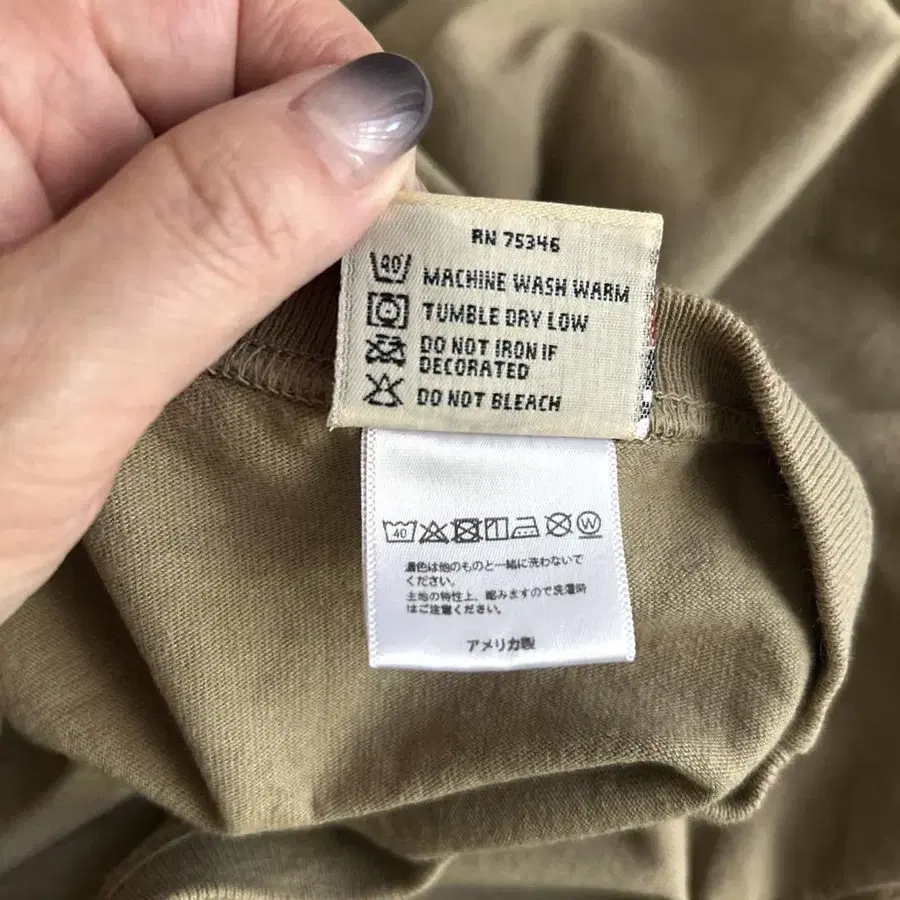 RN 75346
40
MACHINE WASH WARM
TUMBLE DRY LOW
DO NOT IRON IF
DECORATED
DO NOT BLEACH
40 W
濃色は他のものと一緒に洗わないで
ください。
生地の特性上、縮みますので洗濯時
はご注意ください。
アメリカ製